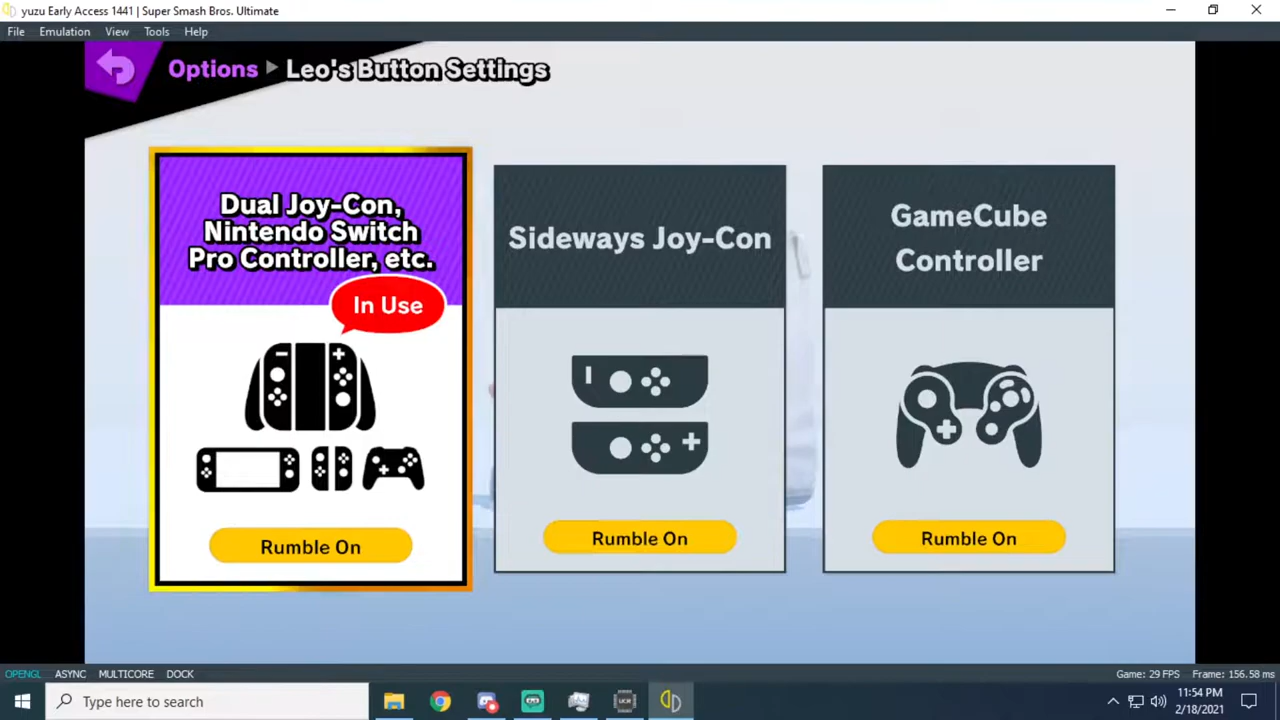 yuzu Early Access 1441 | Super Smash Bros. Ultimate
File Emulation View Tools Help
Options ▶ Leo's Button Settings
Dual Joy-Con,
Nintendo Switch
Pro Controller, etc.
In Use
Rumble On
Sideways Joy-Con
Rumble On
GameCube
Controller
Rumble On
OPENGL ASYNC MULTICORE DOCK Game: 29 FPS Frame: 156.58 ms
Type here to search
UCR
11:54 PM
2/18/2021